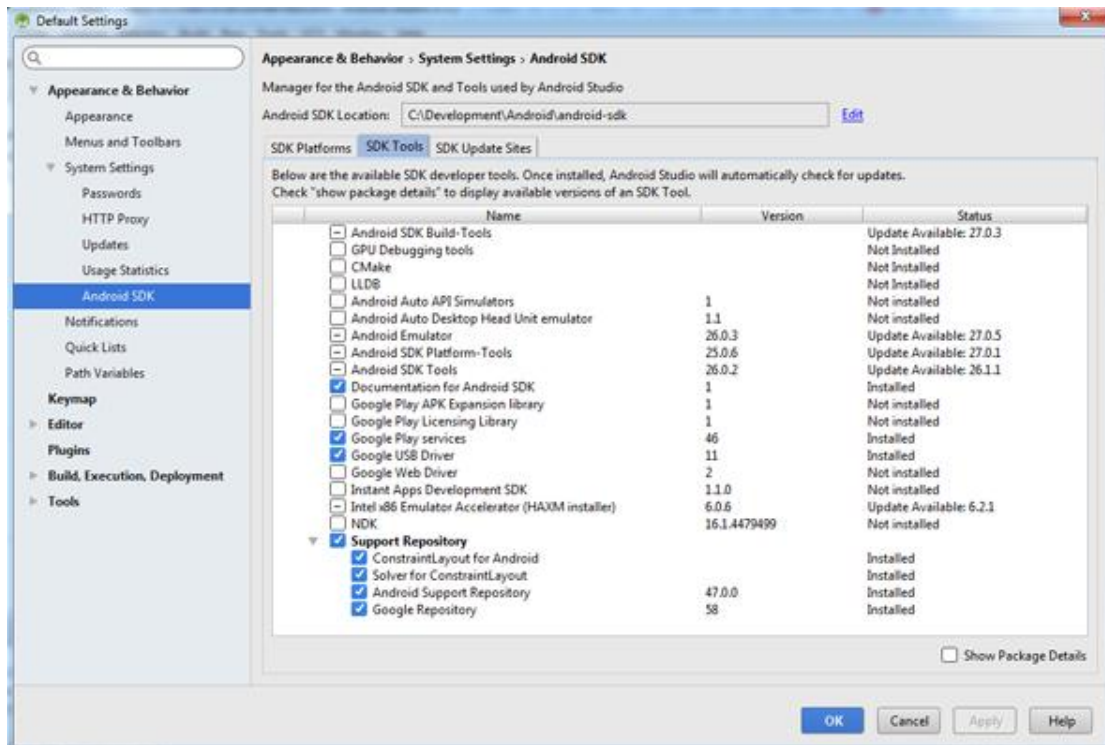 Default Settings
Appearance & Behavior › System Settings › Android SDK
Manager for the Android SDK and Tools used by Android Studio
Android SDK Location: C:\Development\Android\android-sdk Edit
Appearance & Behavior
Appearance
Menus and Toolbars
System Settings
Passwords
HTTP Proxy
Updates
Usage Statistics
Android SDK
Notifications
Quick Lists
Path Variables
Keymap
Editor
Plugins
Build, Execution, Deployment
Tools
SDK Platforms SDK Tools SDK Update Sites
Below are the available SDK developer tools. Once installed, Android Studio will automatically check for updates.
Check "show package details" to display available versions of an SDK Tool.
Name Version Status
Android SDK Build-Tools Update Available: 27.0.3
GPU Debugging tools Not Installed
CMake Not Installed
LLDB Not Installed
Android Auto API Simulators 1 Not installed
Android Auto Desktop Head Unit emulator 1.1 Not installed
Android Emulator 26.0.3 Update Available: 27.0.5
Android SDK Platform-Tools 25.0.6 Update Available: 27.0.1
Android SDK Tools 26.0.2 Update Available: 26.1.1
Documentation for Android SDK 1 Installed
Google Play APK Expansion library 1 Not installed
Google Play Licensing Library 1 Not installed
Google Play services 46 Installed
Google USB Driver 11 Installed
Google Web Driver 2 Not installed
Instant Apps Development SDK 1.1.0 Not installed
Intel x86 Emulator Accelerator (HAXM installer) 6.0.6 Update Available: 6.2.1
NDK 16.1.4479499 Not installed
Support Repository
ConstraintLayout for Android Installed
Solver for ConstraintLayout Installed
Android Support Repository 47.0.0 Installed
Google Repository 58 Installed
Show Package Details
OK Cancel Apply Help